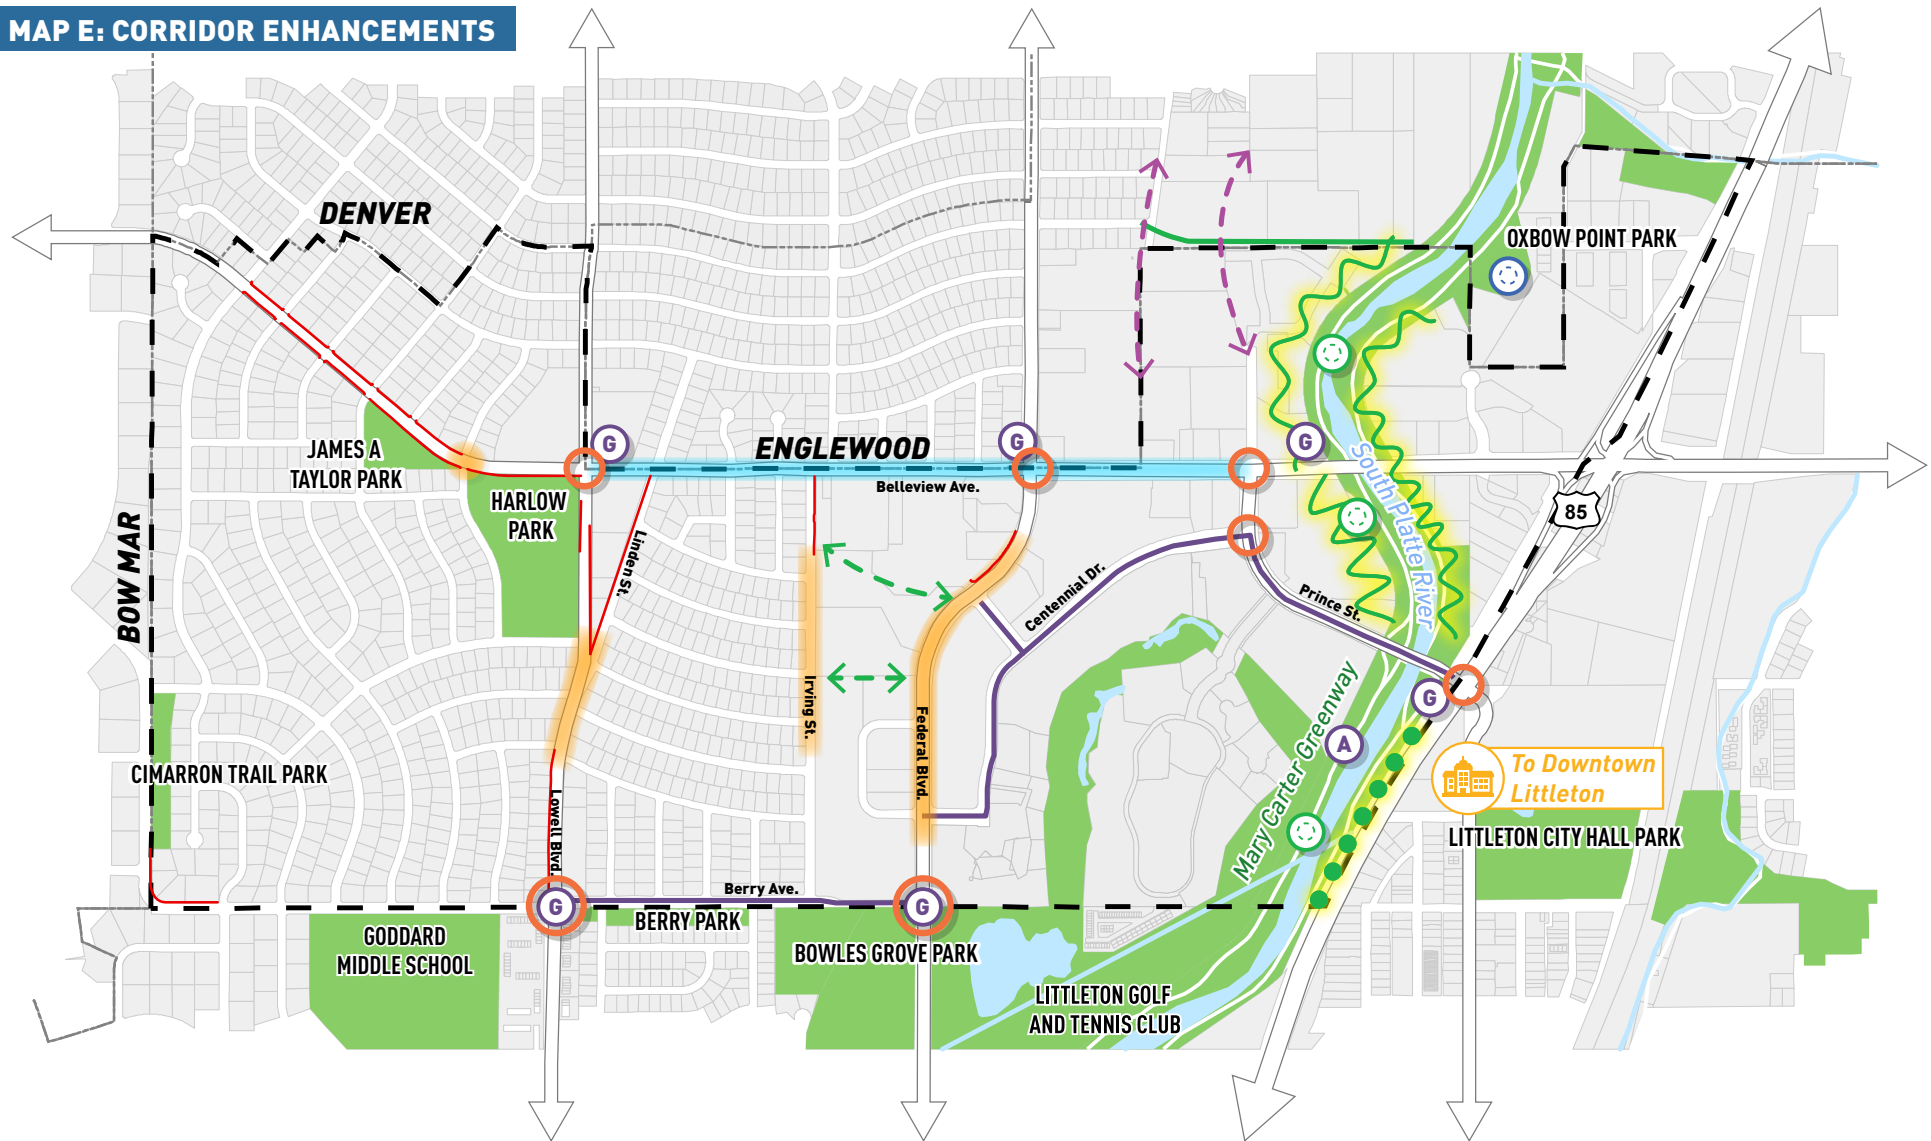 MAP E: CORRIDOR ENHANCEMENTS
DENVER
OXBOW POINT PARK
JAMES A
TAYLOR PARK
G
G
ENGLEWOOD
G
Belleview Ave.
HARLOW
PARK
South Platte River
85
BOW MAR
Linden St.
Centennial Dr.
Prince St.
Irving St.
Federal Blvd.
Mary Carter Greenway
G
A
CIMARRON TRAIL PARK
To Downtown
Littleton
Lowell Blvd.
LITTLETON CITY HALL PARK
Berry Ave.
G
G
BERRY PARK
GODDARD
MIDDLE SCHOOL
BOWLES GROVE PARK
LITTLETON GOLF
AND TENNIS CLUB